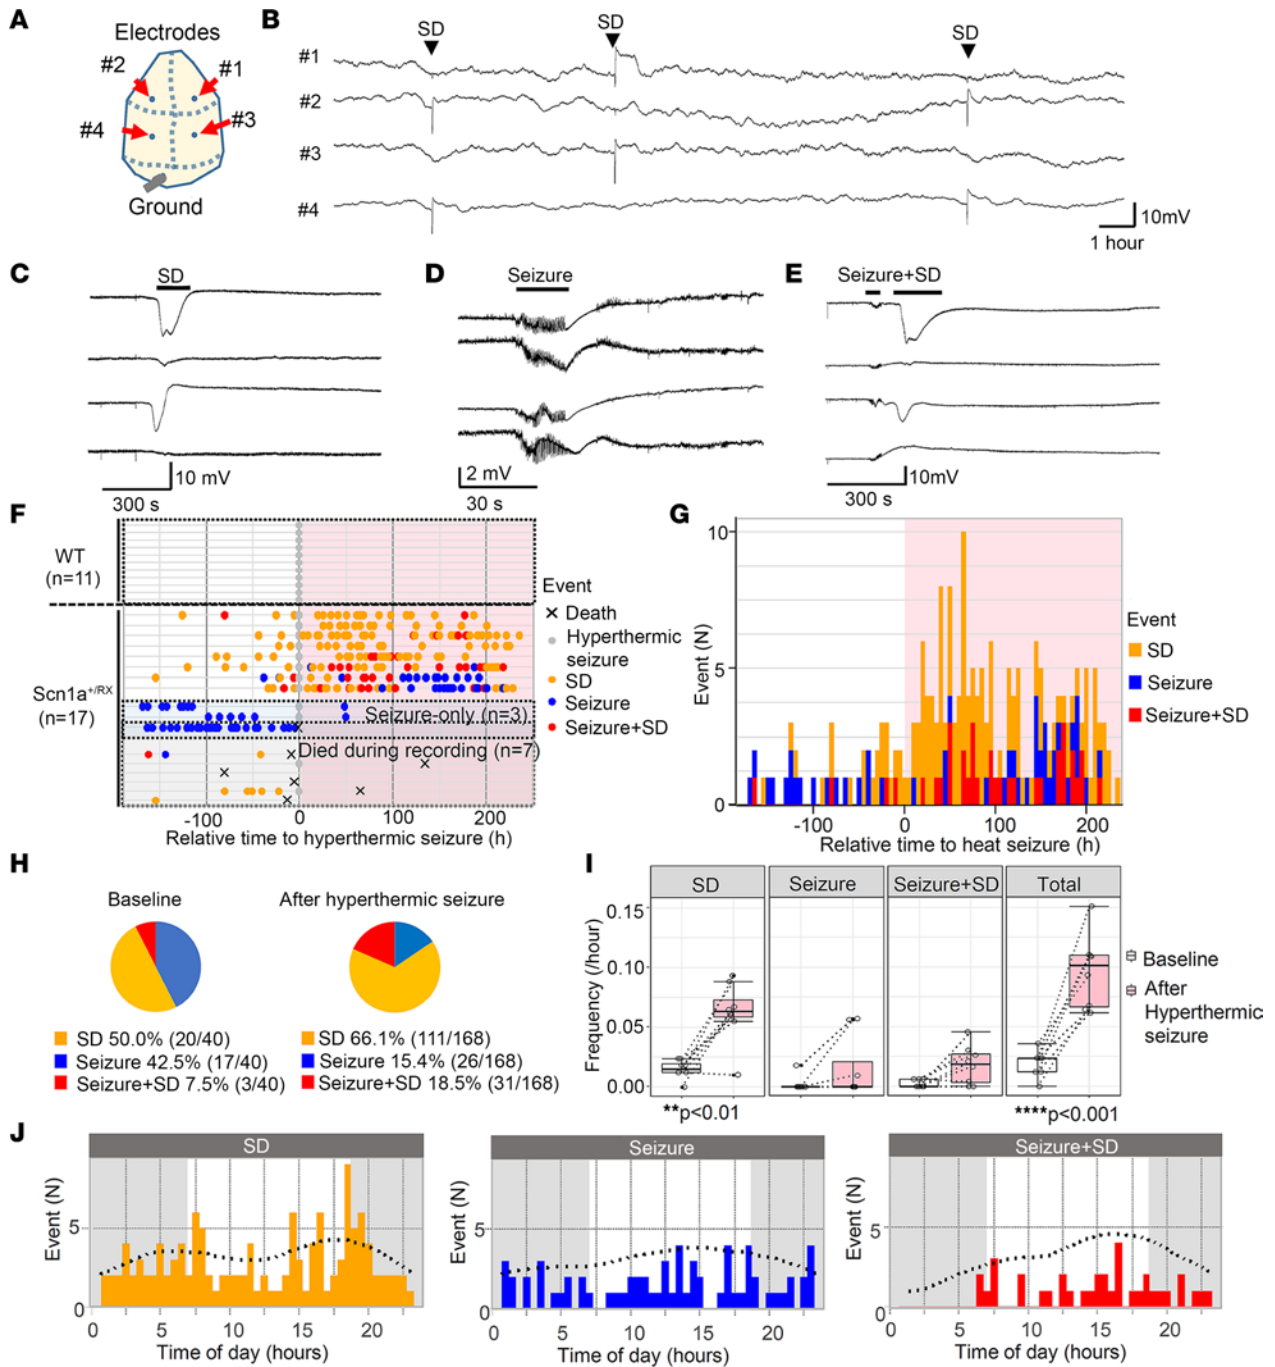 A
Electrodes
#2
#1
#4
#3
Ground
B
SD
SD
SD
#1
#2
#3
#4
10mV
1 hour
C
SD
10 mV
300 s
D
Seizure
2 mV
30 s
E
Seizure+SD
10mV
300 s
F
WT
(n=11)
Scn1a+/RX
(n=17)
Seizure-only (n=3)
Died during recording (n=7)
-100
0
100
200
Relative time to hyperthermic seizure (h)
Event
Death
Hyperthermic
seizure
SD
Seizure
Seizure+SD
G
Event (N)
10
5
0
-100
0
100
200
Relative time to heat seizure (h)
Event
SD
Seizure
Seizure+SD
H
Baseline
After hyperthermic seizure
SD 50.0% (20/40)
Seizure 42.5% (17/40)
Seizure+SD 7.5% (3/40)
SD 66.1% (111/168)
Seizure 15.4% (26/168)
Seizure+SD 18.5% (31/168)
I
SD
Seizure
Seizure+SD
Total
Frequency (/hour)
0.15
0.10
0.05
0.00
**p<0.01
****p<0.001
Baseline
After
Hyperthermic
seizure
J
SD
Event (N)
5
0
0
5
10
15
20
Time of day (hours)
Seizure
Event (N)
5
0
0
5
10
15
20
Time of day (hours)
Seizure+SD
Event (N)
5
0
0
5
10
15
20
Time of day (hours)